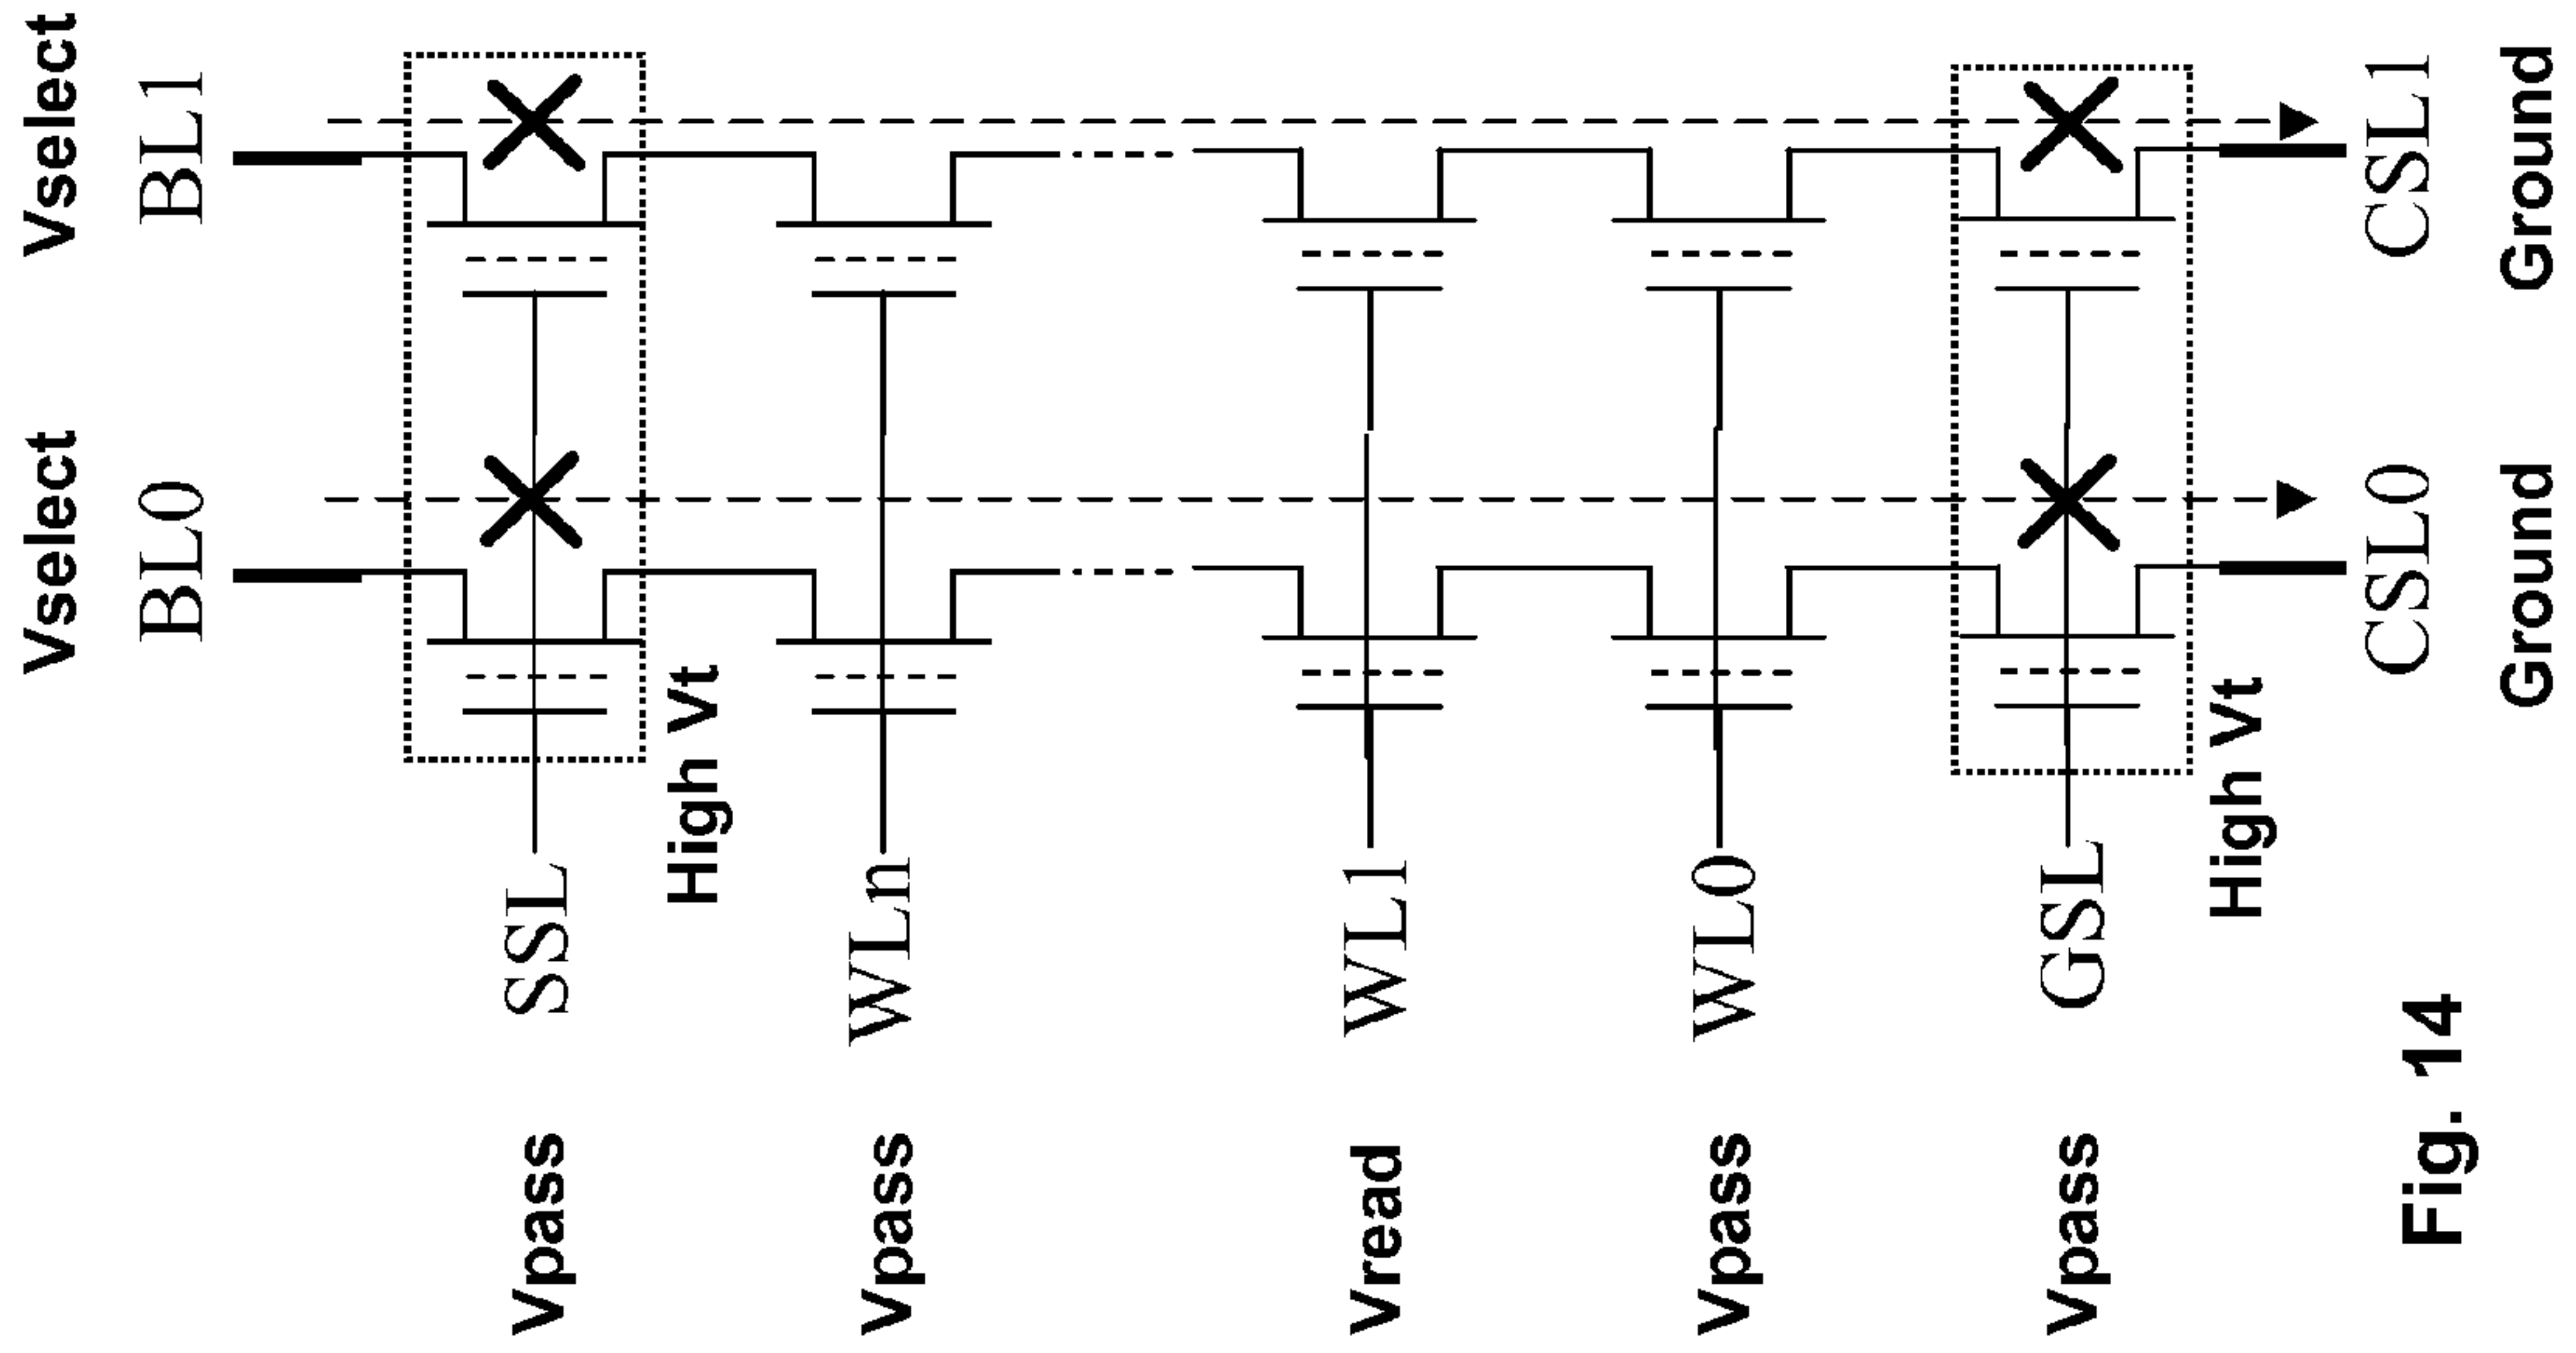 Vselect Vselect
BL0 BL1
Vpass SSL
High Vt
Vpass WLn
Vread WL1
Vpass WL0
Vpass GSL
High Vt
CSL0 CSL1
Ground Ground
Fig. 14